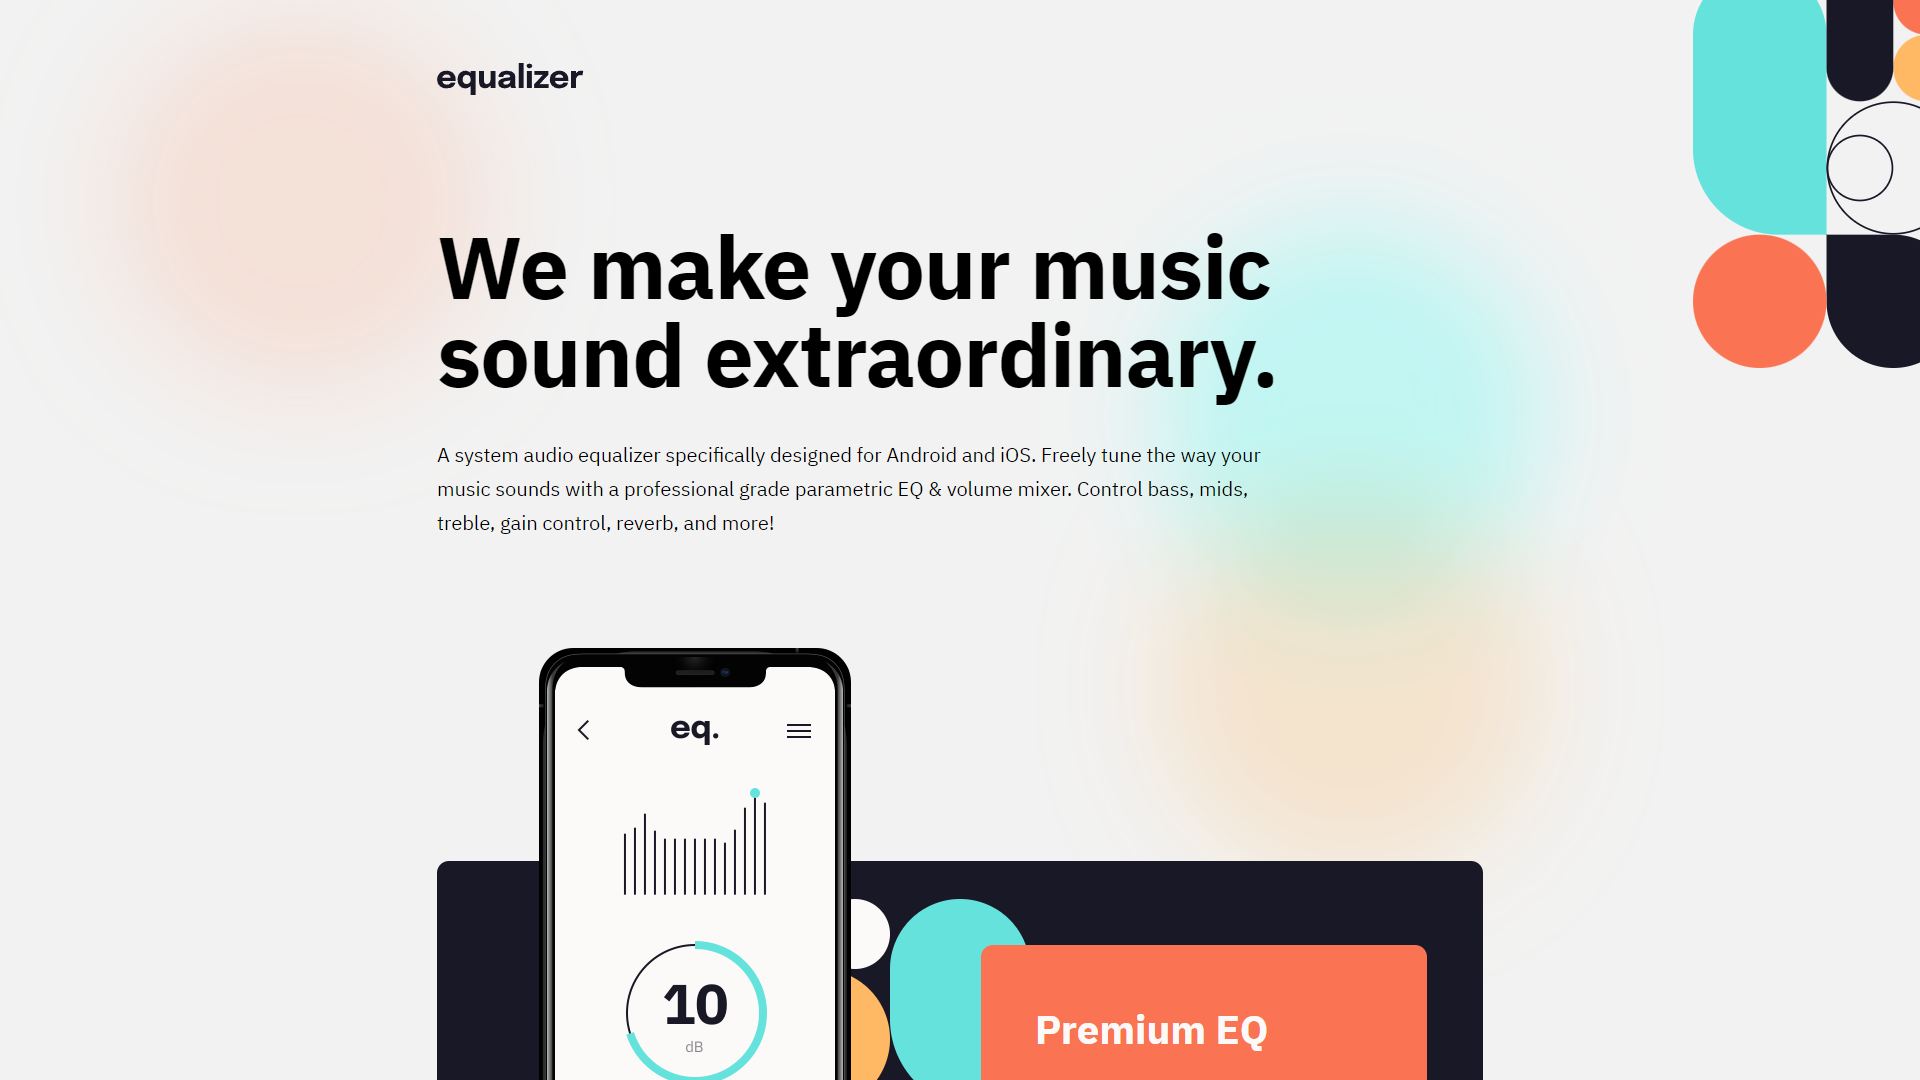 equalizer
We make your music
sound extraordinary.
A system audio equalizer specifically designed for Android and iOS. Freely tune the way your
music sounds with a professional grade parametric EQ & volume mixer. Control bass, mids,
treble, gain control, reverb, and more!
eq.
10
dB
Premium EQ